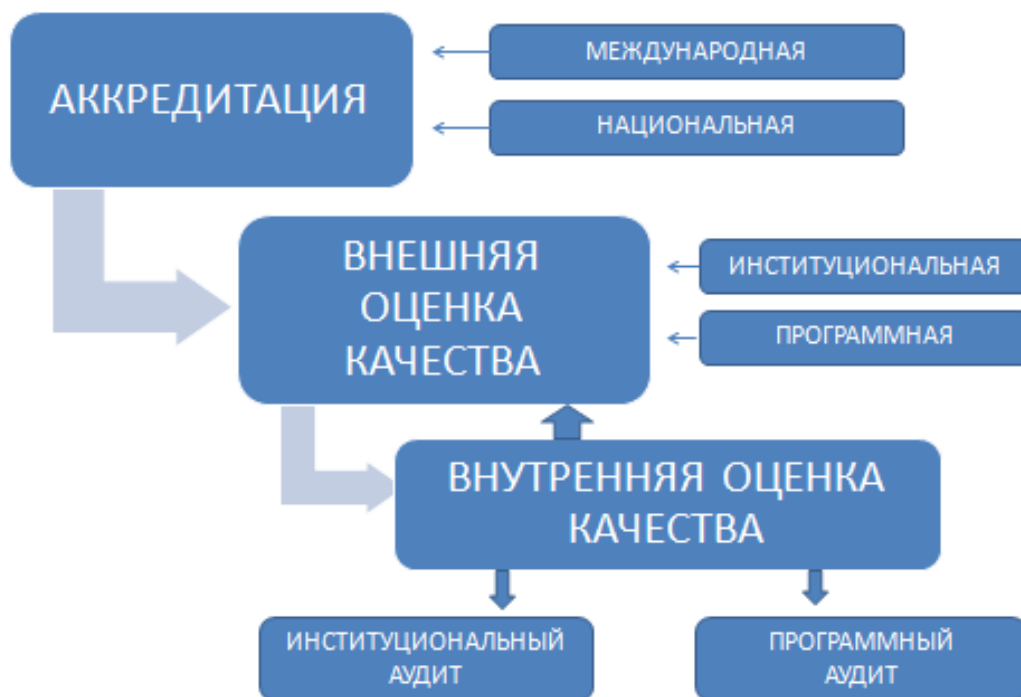 АККРЕДИТАЦИЯ
МЕЖДУНАРОДНАЯ
НАЦИОНАЛЬНАЯ
ВНЕШНЯЯ
ОЦЕНКА
КАЧЕСТВА
ИНСТИТУЦИОНАЛЬНАЯ
ПРОГРАММНАЯ
ВНУТРЕННЯЯ ОЦЕНКА
КАЧЕСТВА
ИНСТИТУЦИОНАЛЬНЫЙ
АУДИТ
ПРОГРАММНЫЙ
АУДИТ